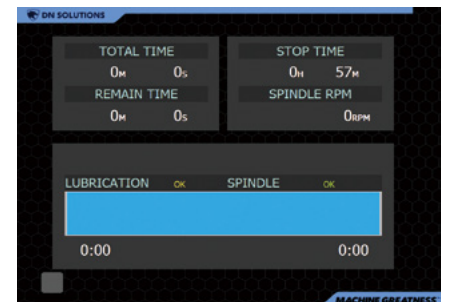 DN SOLUTIONS
TOTAL TIME
0M 0S
REMAIN TIME
0M 0S
STOP TIME
0H 57M
SPINDLE RPM
0RPM
LUBRICATION OK SPINDLE OK
0:00 0:00
MACHINE GREATNESS